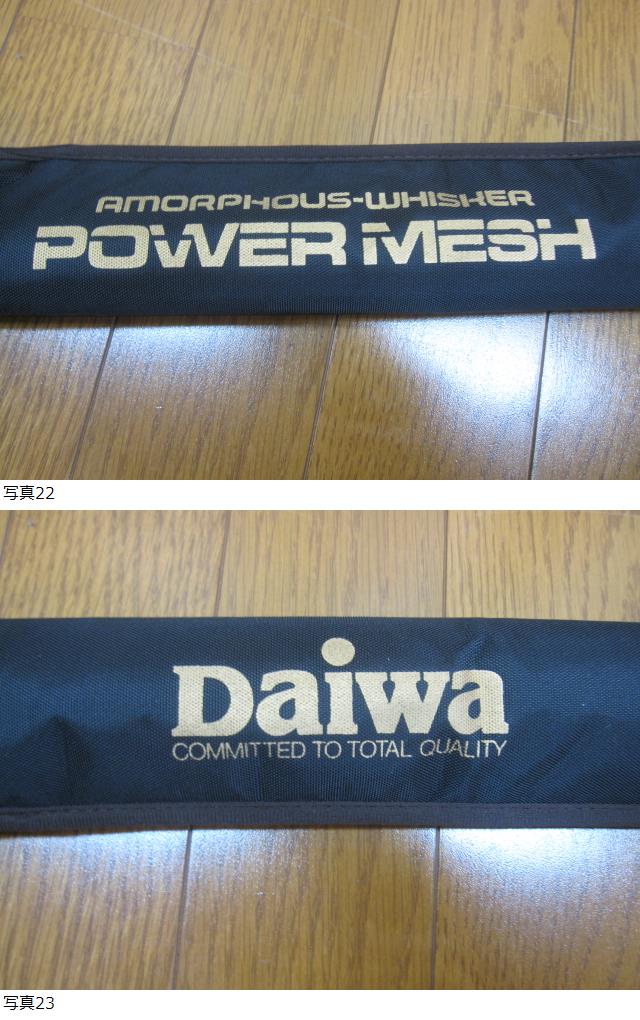 AMORPHOUS-WHISKER
POWER MESH
写真22
Daiwa
COMMITTED TO TOTAL QUALITY
写真23